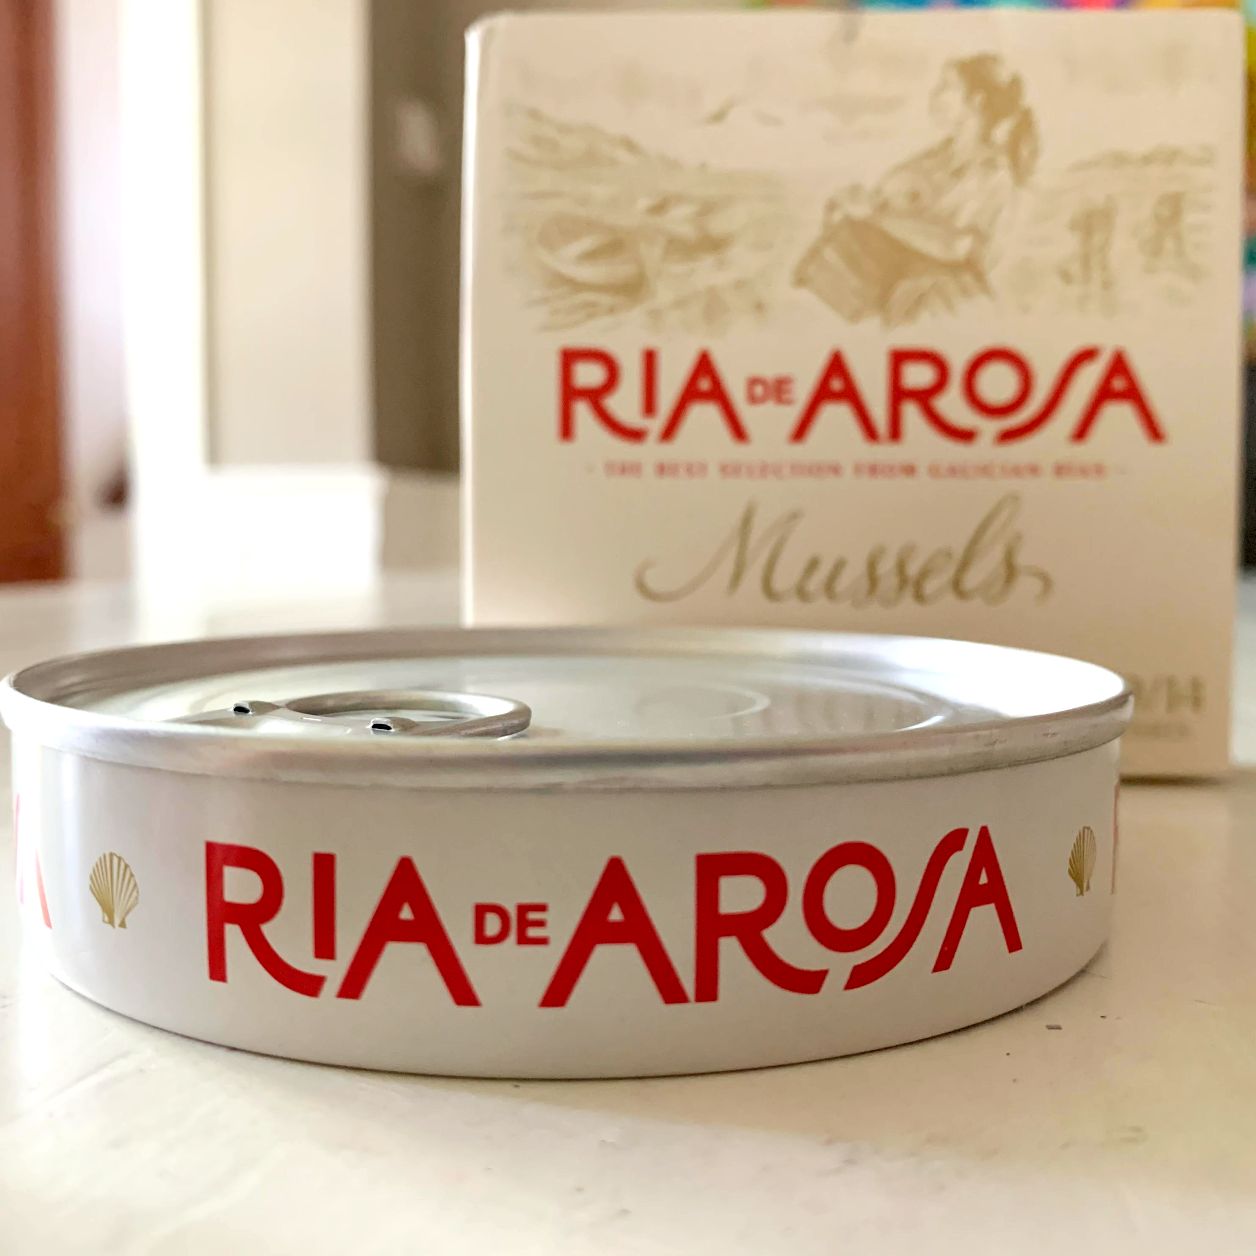 RIA DE AROSA
- THE BEST SELECTION FROM GALICIAN RIAS -
Mussels
RIA DE AROSA